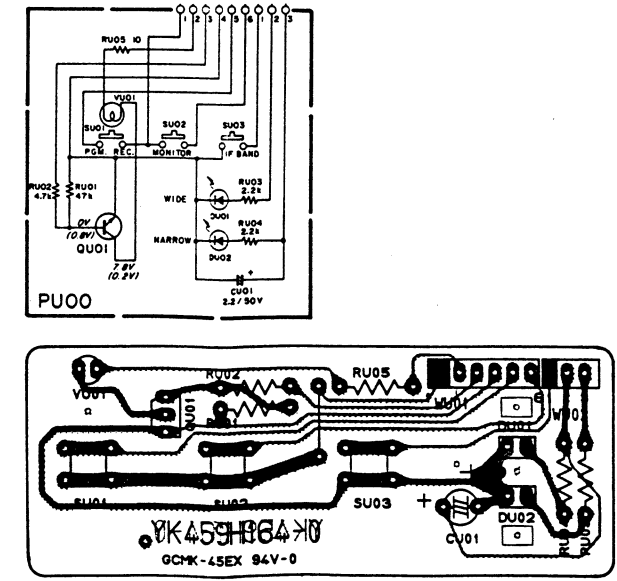 1 2 3 4 5 6 1 2 3
RU05 10
VU01
SU01 SU02 SU03
PGM. REC. MONITOR IF BAND
RU02 4.7k RU01 47k
RU03
2.2k
WIDE
DU01
RU04
2.2k
NARROW
DU02
0V
(0.8V)
QU01
7.8V
(0.2V)
+
CU01
2.2/50V
PU00
RU02 RU05
VU01 QU01 WU01
DU01
SU01 SU02 SU03
+
CU01
DU02
YK459H364-0
GCMK-45EX 94V-0